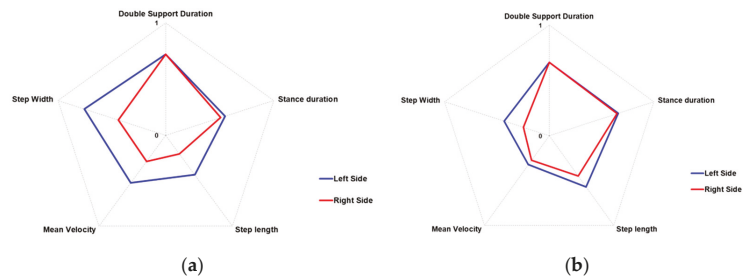 Double Support Duration
1
Step Width
Stance duration
0
Left Side
Right Side
Mean Velocity
Step length
(a)
Double Support Duration
1
Step Width
Stance duration
0
Left Side
Right Side
Mean Velocity
Step length
(b)